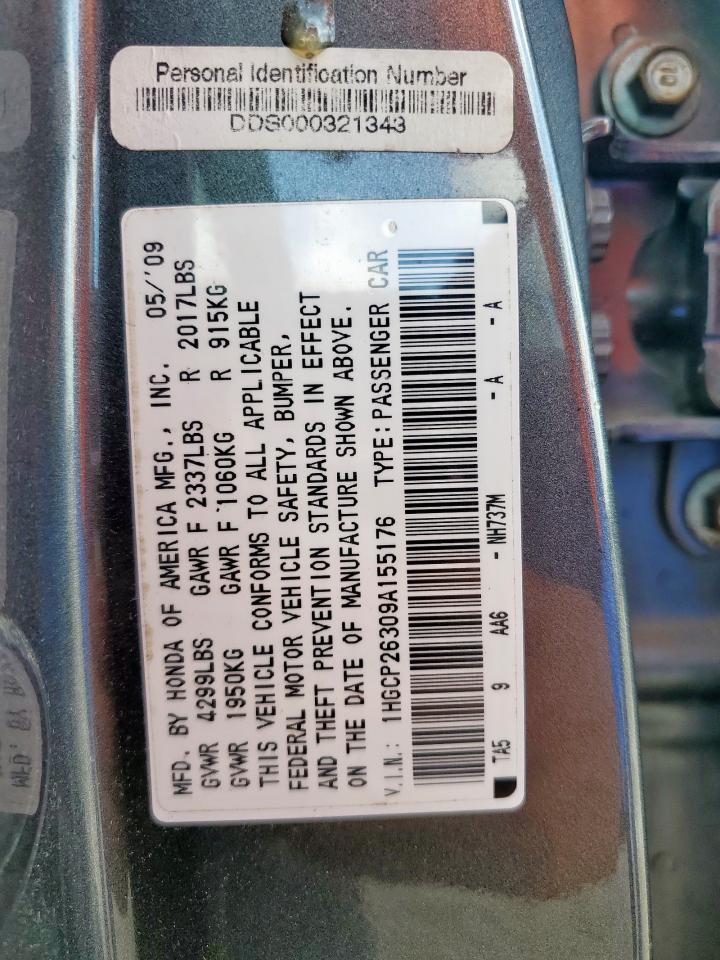 Personal Identification Number
DDS000321343
MFD. BY HONDA OF AMERICA MFG., INC. 05/'09
GVWR 4299LBS GAWR F 2337LBS R 2017LBS
GVWR 1950KG GAWR F 1060KG R 915KG
THIS VEHICLE CONFORMS TO ALL APPLICABLE
FEDERAL MOTOR VEHICLE SAFETY, BUMPER,
AND THEFT PREVENTION STANDARDS IN EFFECT
ON THE DATE OF MANUFACTURE SHOWN ABOVE.
V.I.N.: 1HGCP26309A155176 TYPE: PASSENGER CAR
TA5 9 AA6 - NH737M - A - A